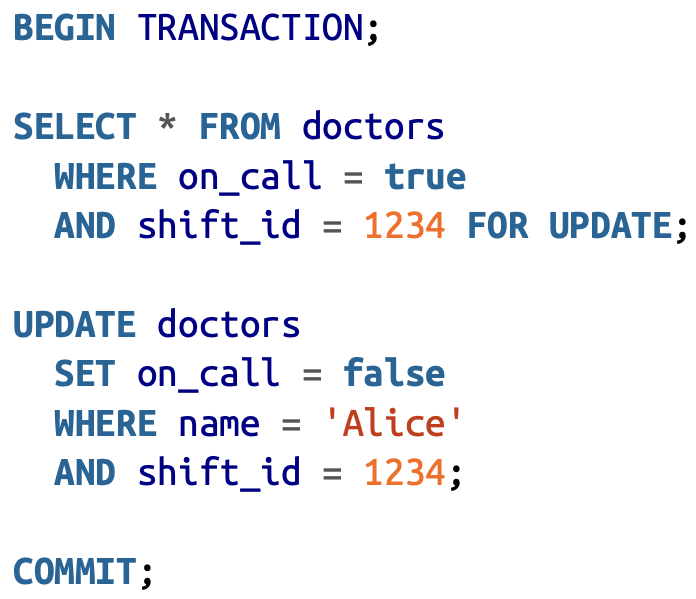 BEGIN TRANSACTION;
SELECT * FROM doctors
WHERE on_call = true
AND shift_id = 1234 FOR UPDATE;
UPDATE doctors
SET on_call = false
WHERE name = 'Alice'
AND shift_id = 1234;
COMMIT;